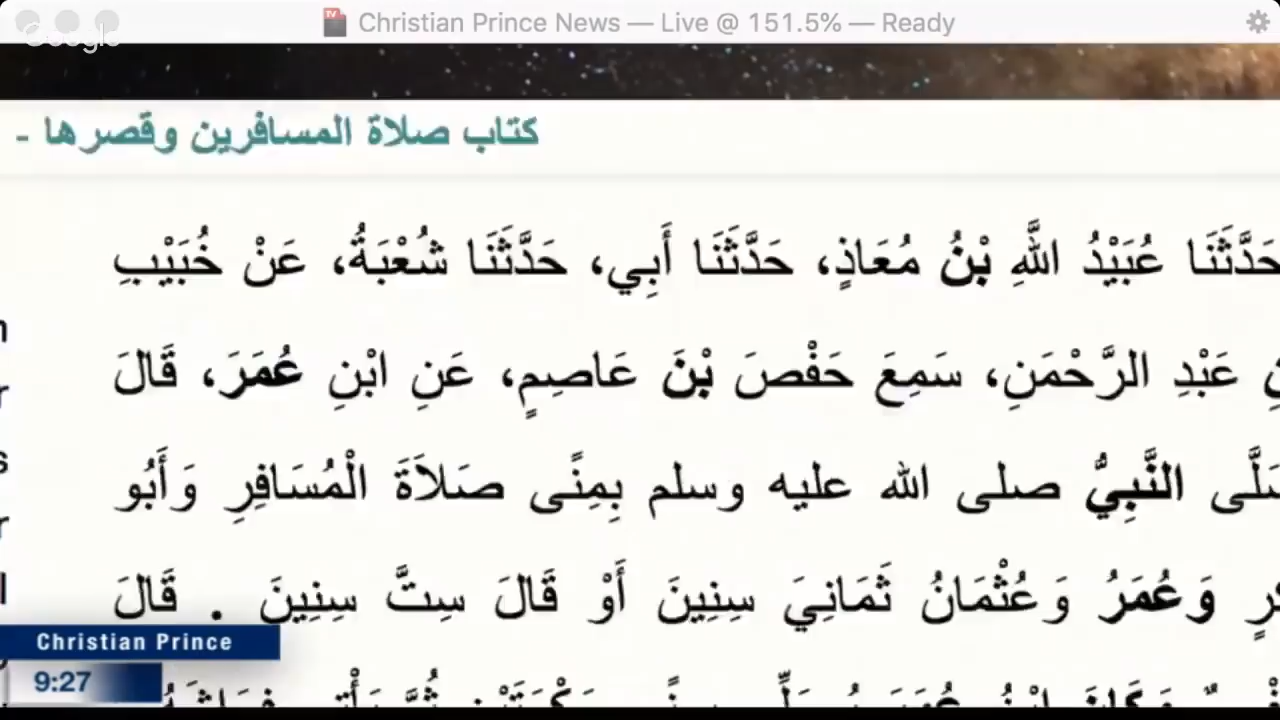 Christian Prince News — Live @ 151.5% — Ready
Google
كتاب صلاة المسافرين وقصرها -
حَدَّثَنَا عُبَيْدُ اللَّهِ بْنُ مُعَاذٍ، حَدَّثَنَا أَبِي، حَدَّثَنَا شُعْبَةُ، عَنْ خُبَيْبِ
عَبْدِ الرَّحْمَنِ، سَمِعَ حَفْصَ بْنَ عَاصِمٍ، عَنِ ابْنِ عُمَرَ، قَالَ
صَلَّى النَّبِيُّ صلى الله عليه وسلم بِمِنًى صَلاَةَ الْمُسَافِرِ وَأَبُو
وَعُمَرُ وَعُثْمَانُ ثَمَانِيَ سِنِينَ أَوْ قَالَ سِتَّ سِنِينَ . قَالَ
Christian Prince
9:27